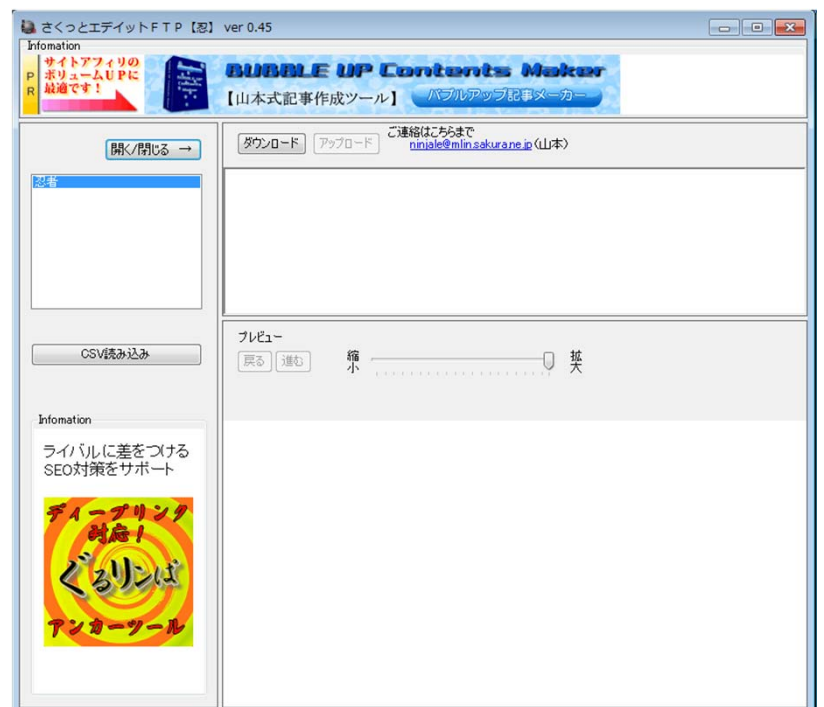 さくっとエデイットFTP【忍】 ver 0.45
Infomation
PR
サイトアフィリの
ボリュームUPに
最適です！
BUBBLE UP Contents Maker
【山本式記事作成ツール】 バブルアップ記事メーカー
開く/閉じる →
忍者
CSV読み込み
Infomation
ライバルに差をつける
SEO対策をサポート
ディープリンク
対応！
ぐるリンぱ
アンカーツール
ダウンロード アップロード
ご連絡はこちらまで
ninjale@mlin.sakura.ne.jp(山本)
プレビュー
戻る 進む 縮小 拡大